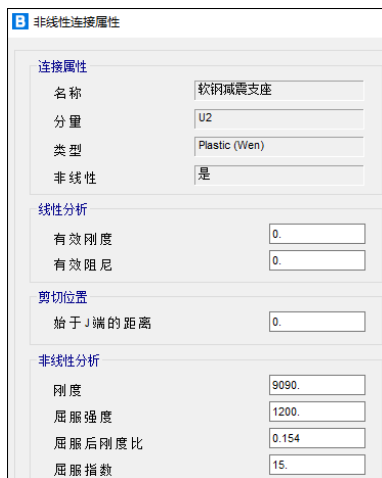 B 非线性连接属性
连接属性
名称 软钢减震支座
分量 U2
类型 Plastic (Wen)
非线性 是
线性分析
有效刚度 0.
有效阻尼 0.
剪切位置
始于J端的距离 0.
非线性分析
刚度 9090.
屈服强度 1200.
屈服后刚度比 0.154
屈服指数 15.